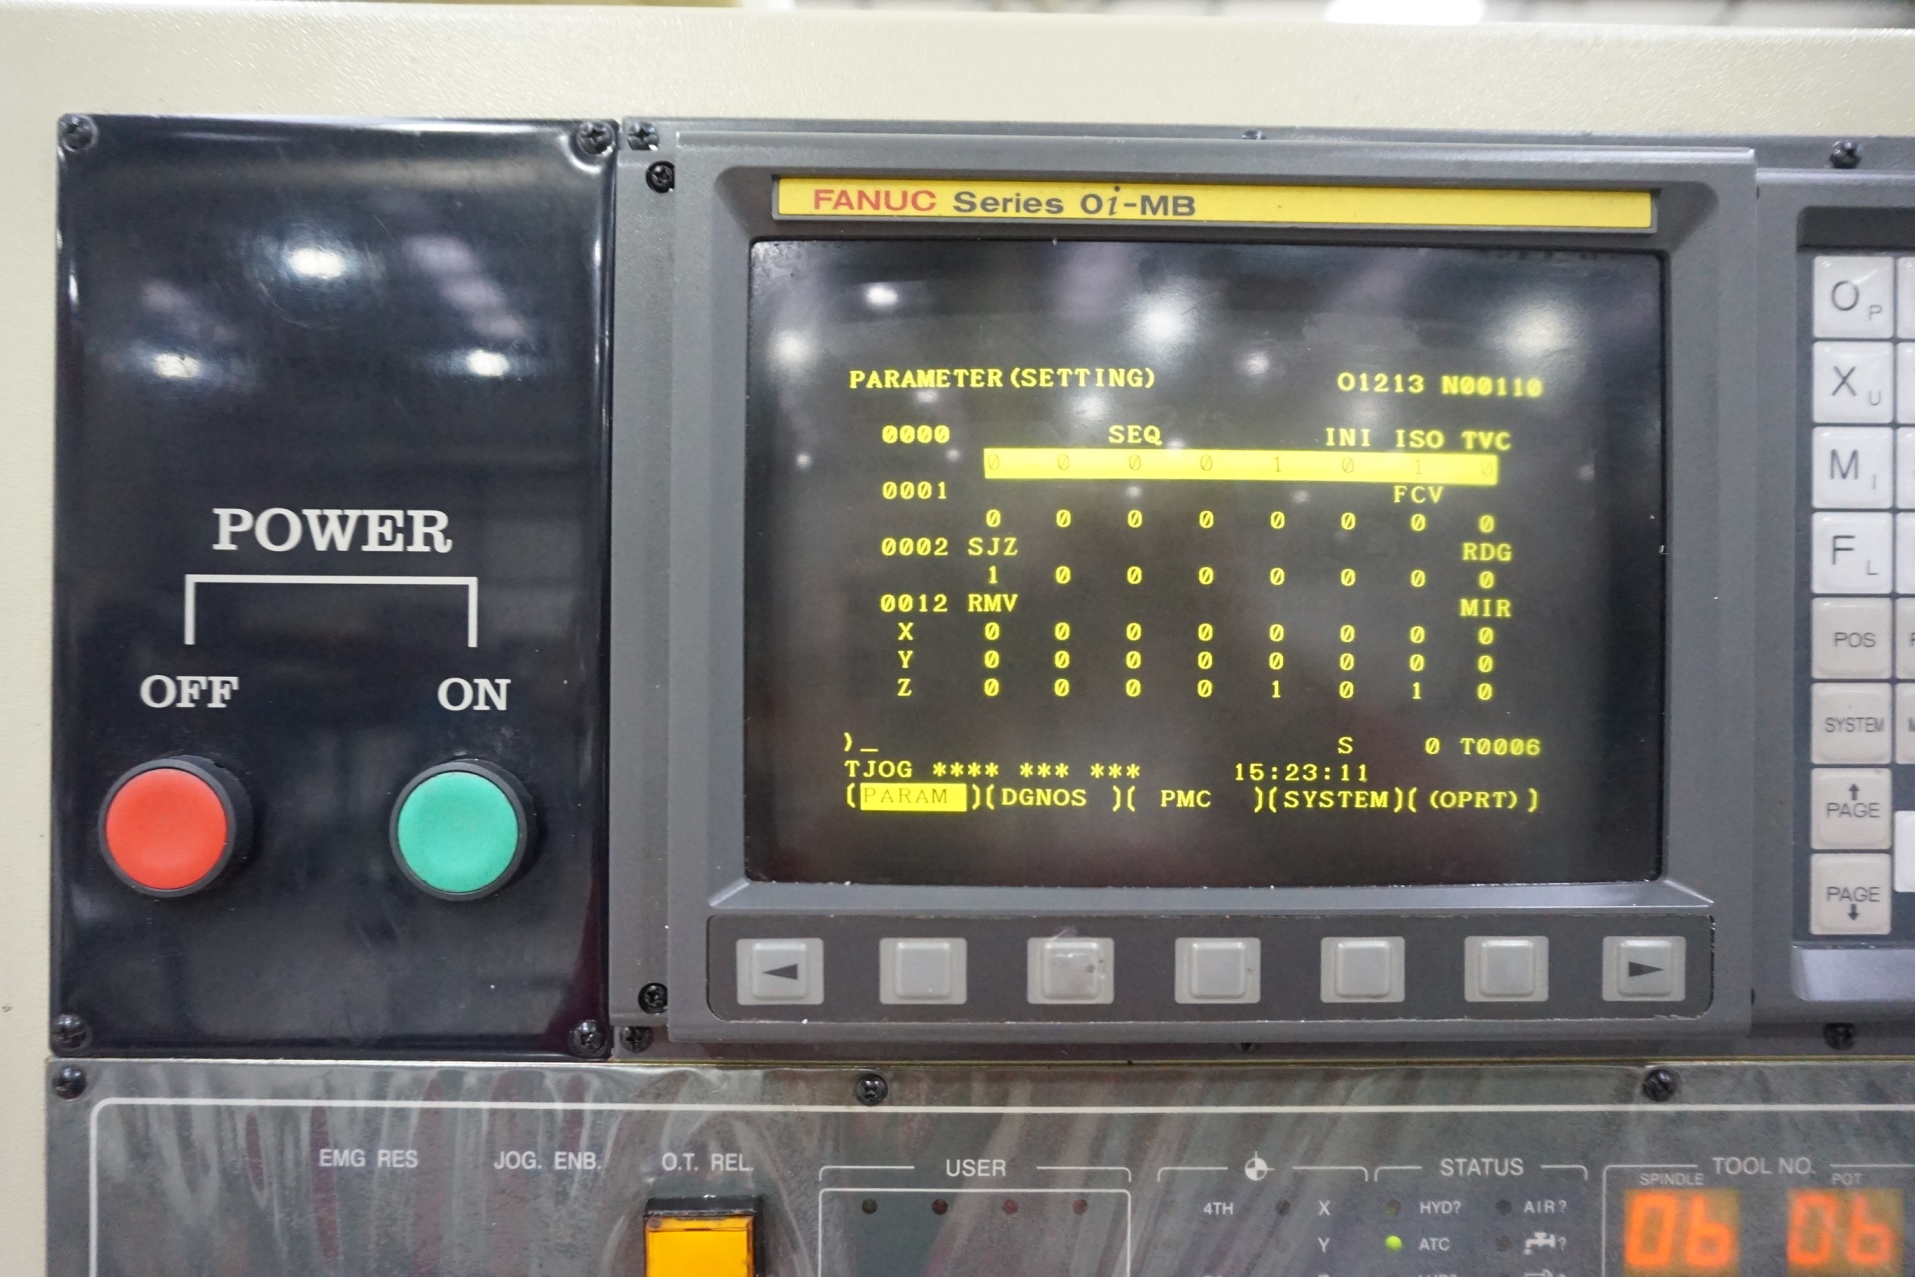 FANUC Series 0i-MB
PARAMETER (SETTING) O1213 N00110
0000 SEQ INI ISO TVC
0 0 0 0 1 0 1 0
0001 FCV
0 0 0 0 0 0 0 0
0002 SJZ RDG
1 0 0 0 0 0 0 0
0012 RMV MIR
X 0 0 0 0 0 0 0 0
Y 0 0 0 0 0 0 0 0
Z 0 0 0 0 1 0 1 0
)_ S 0 T0006
TJOG **** *** *** 15:23:11
(PARAM)(DGNOS )( PMC )(SYSTEM)( (OPRT) )
POWER
OFF ON
OP
XU
MI
FL
POS
SYSTEM
PAGE
PAGE
EMG RES JOG. ENB. O.T. REL. USER STATUS TOOL NO.
SPINDLE POT
4TH X HYD? AIR?
Y ATC ?
06 06